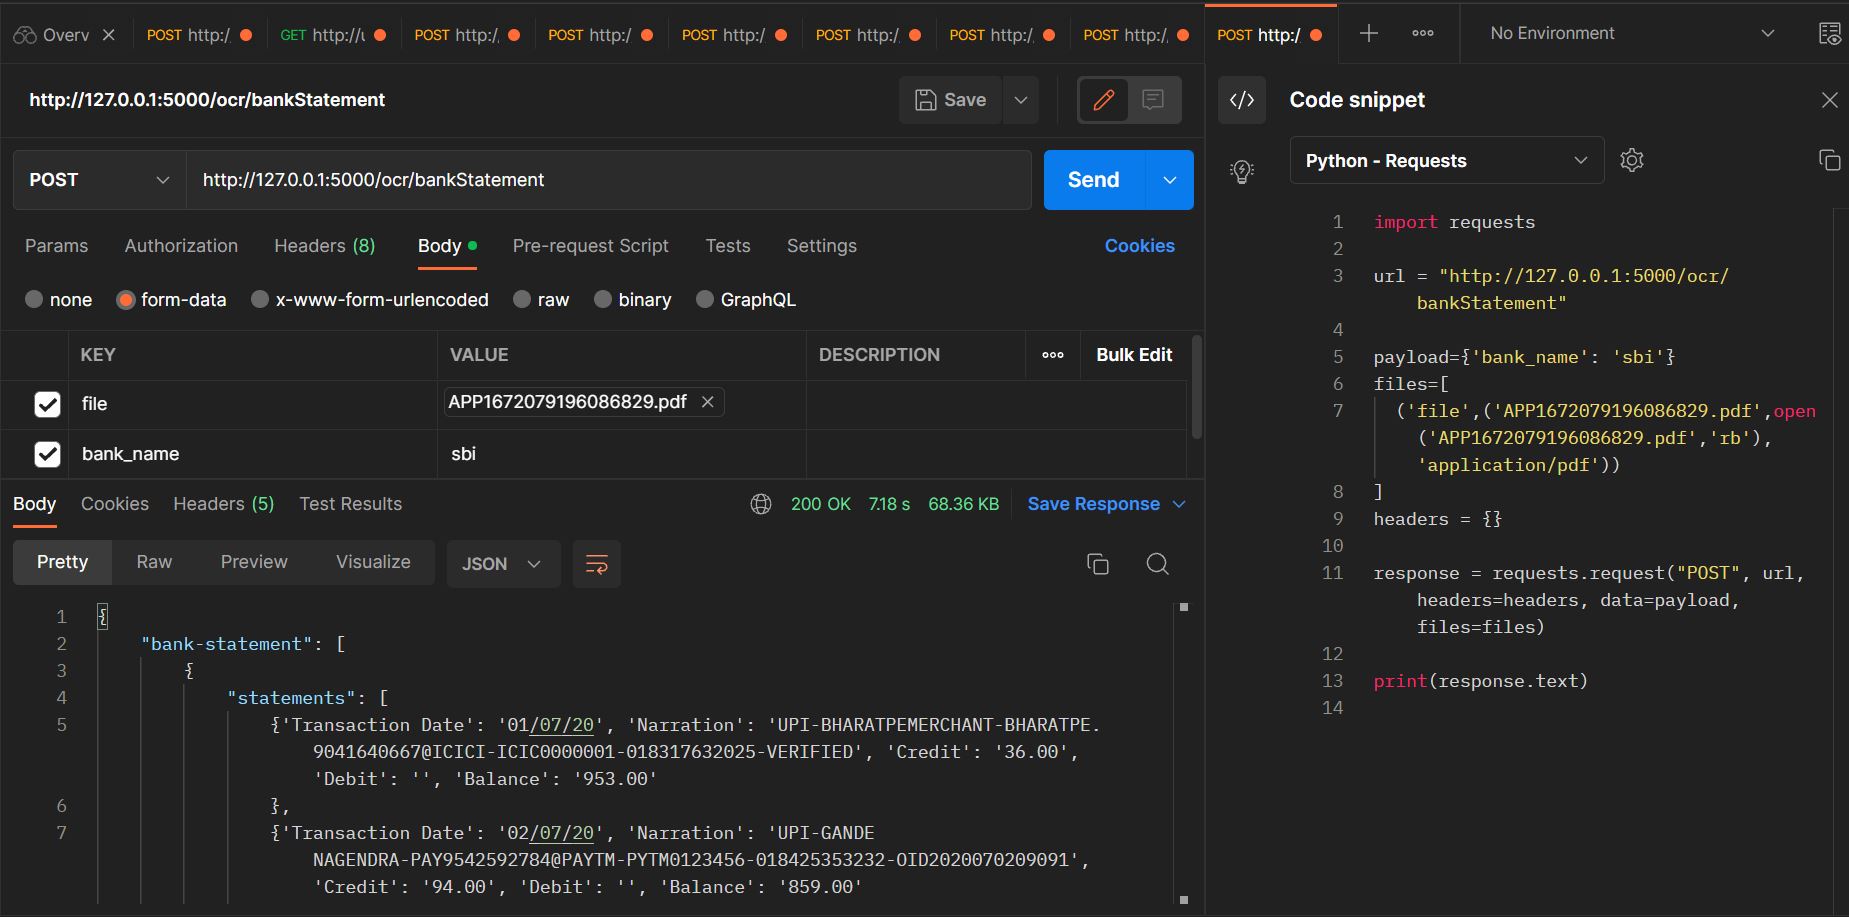 Overv
POST http:/
GET http://
POST http:/
POST http:/
POST http:/
POST http:/
POST http:/
POST http:/
POST http:/
No Environment
http://127.0.0.1:5000/ocr/bankStatement
Save
POST
http://127.0.0.1:5000/ocr/bankStatement
Send
Params Authorization Headers (8) Body Pre-request Script Tests Settings Cookies
none form-data x-www-form-urlencoded raw binary GraphQL
KEY VALUE DESCRIPTION Bulk Edit
file APP1672079196086829.pdf
bank_name sbi
Body Cookies Headers (5) Test Results 200 OK 7.18 s 68.36 KB Save Response
Pretty Raw Preview Visualize JSON
1 {
2 "bank-statement": [
3 {
4 "statements": [
5 {'Transaction Date': '01/07/20', 'Narration': 'UPI-BHARATPEMERCHANT-BHARATPE.
9041640667@ICICI-ICIC0000001-018317632025-VERIFIED', 'Credit': '36.00',
'Debit': '', 'Balance': '953.00'
6 },
7 {'Transaction Date': '02/07/20', 'Narration': 'UPI-GANDE
NAGENDRA-PAY9542592784@PAYTM-PYTM0123456-018425353232-OID2020070209091',
'Credit': '94.00', 'Debit': '', 'Balance': '859.00'
</> Code snippet
Python - Requests
1 import requests
2
3 url = "http://127.0.0.1:5000/ocr/
bankStatement"
4
5 payload={'bank_name': 'sbi'}
6 files=[
7 ('file',('APP1672079196086829.pdf',open
('APP1672079196086829.pdf','rb'),
'application/pdf'))
8 ]
9 headers = {}
10
11 response = requests.request("POST", url,
headers=headers, data=payload,
files=files)
12
13 print(response.text)
14